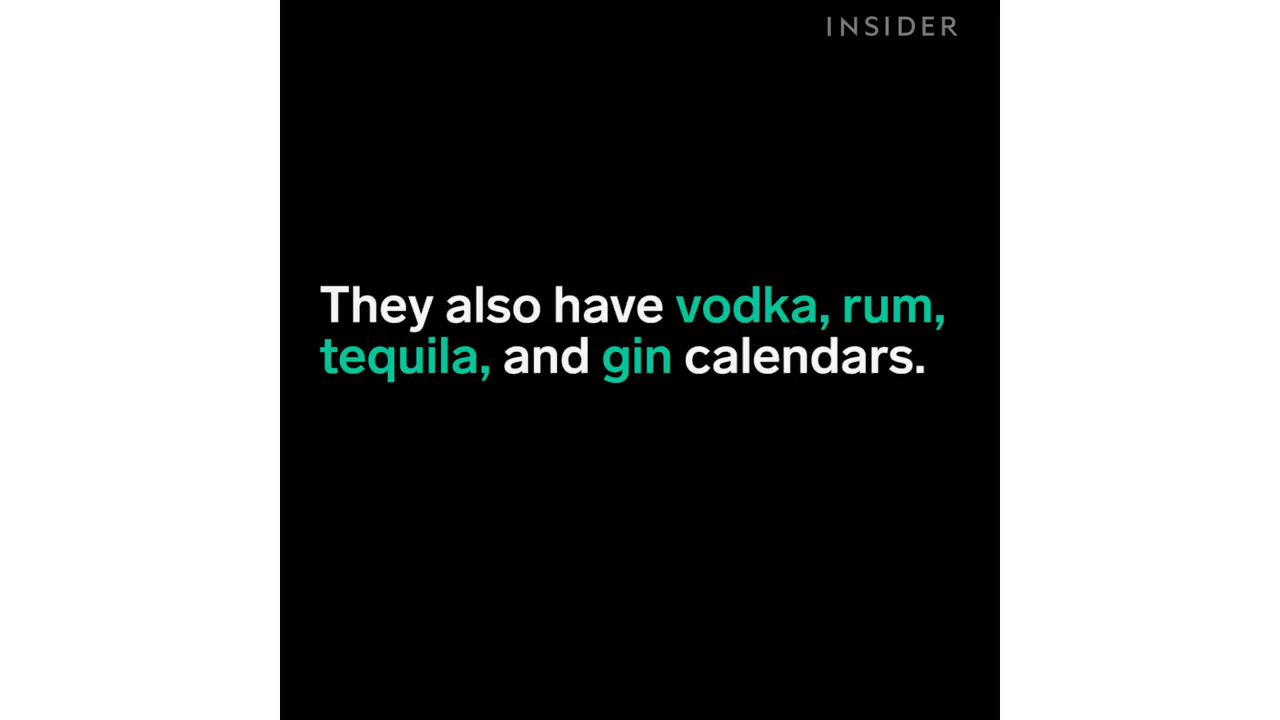 INSIDER
They also have vodka, rum,
tequila, and gin calendars.